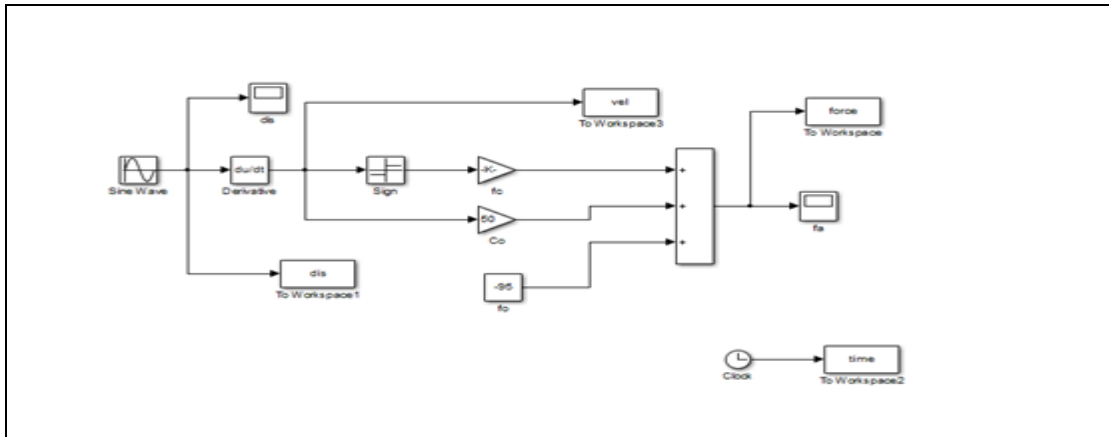 dis
vel
To Workspace3
force
To Workspace
Sine Wave
du/dt
Derivative
Sign
-K-
fc
+
50
Co
+
fa
dis
To Workspace1
-95
fo
+
Clock
time
To Workspace2